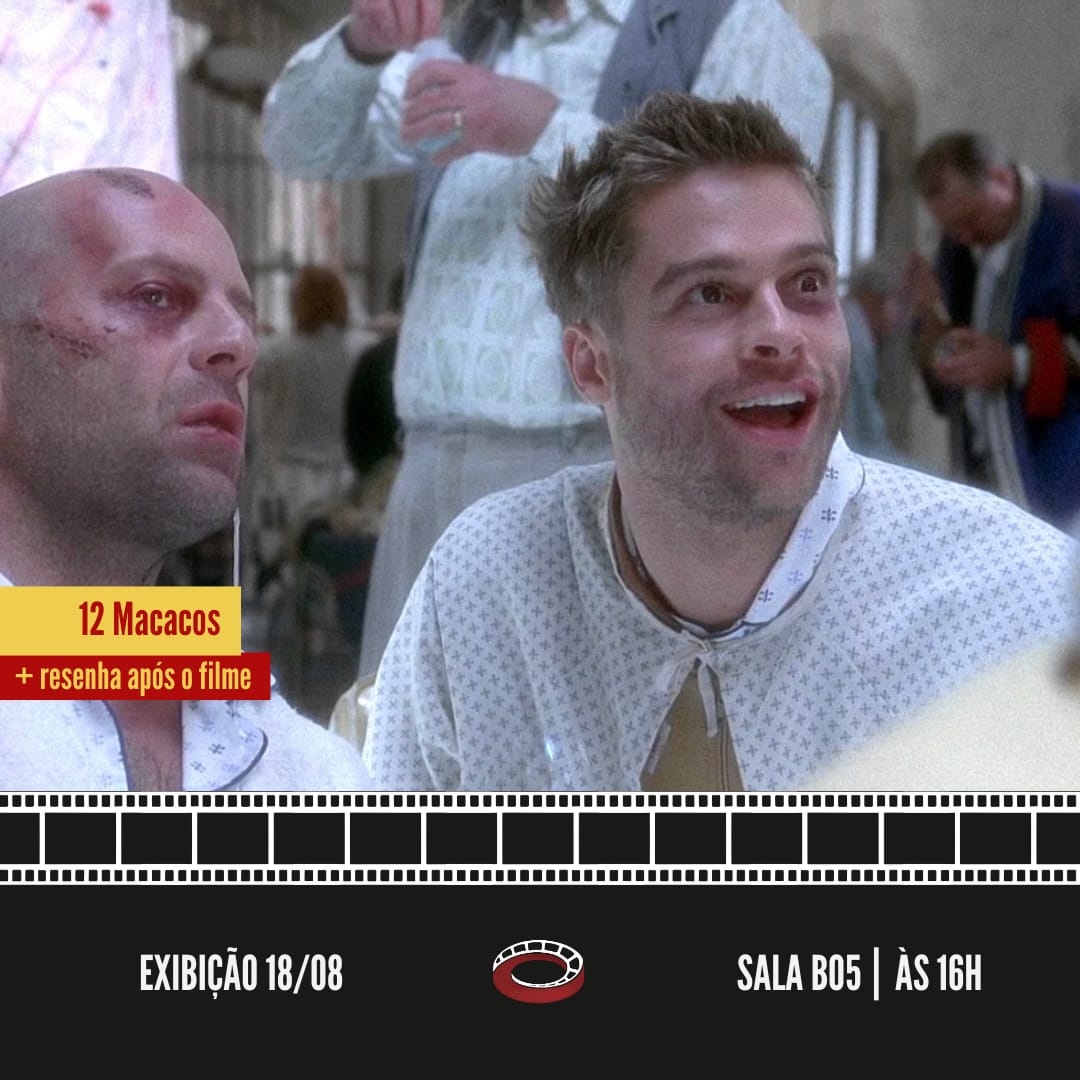 12 Macacos
+ resenha após o filme
EXIBIÇÃO 18/08
SALA B05 | ÀS 16H